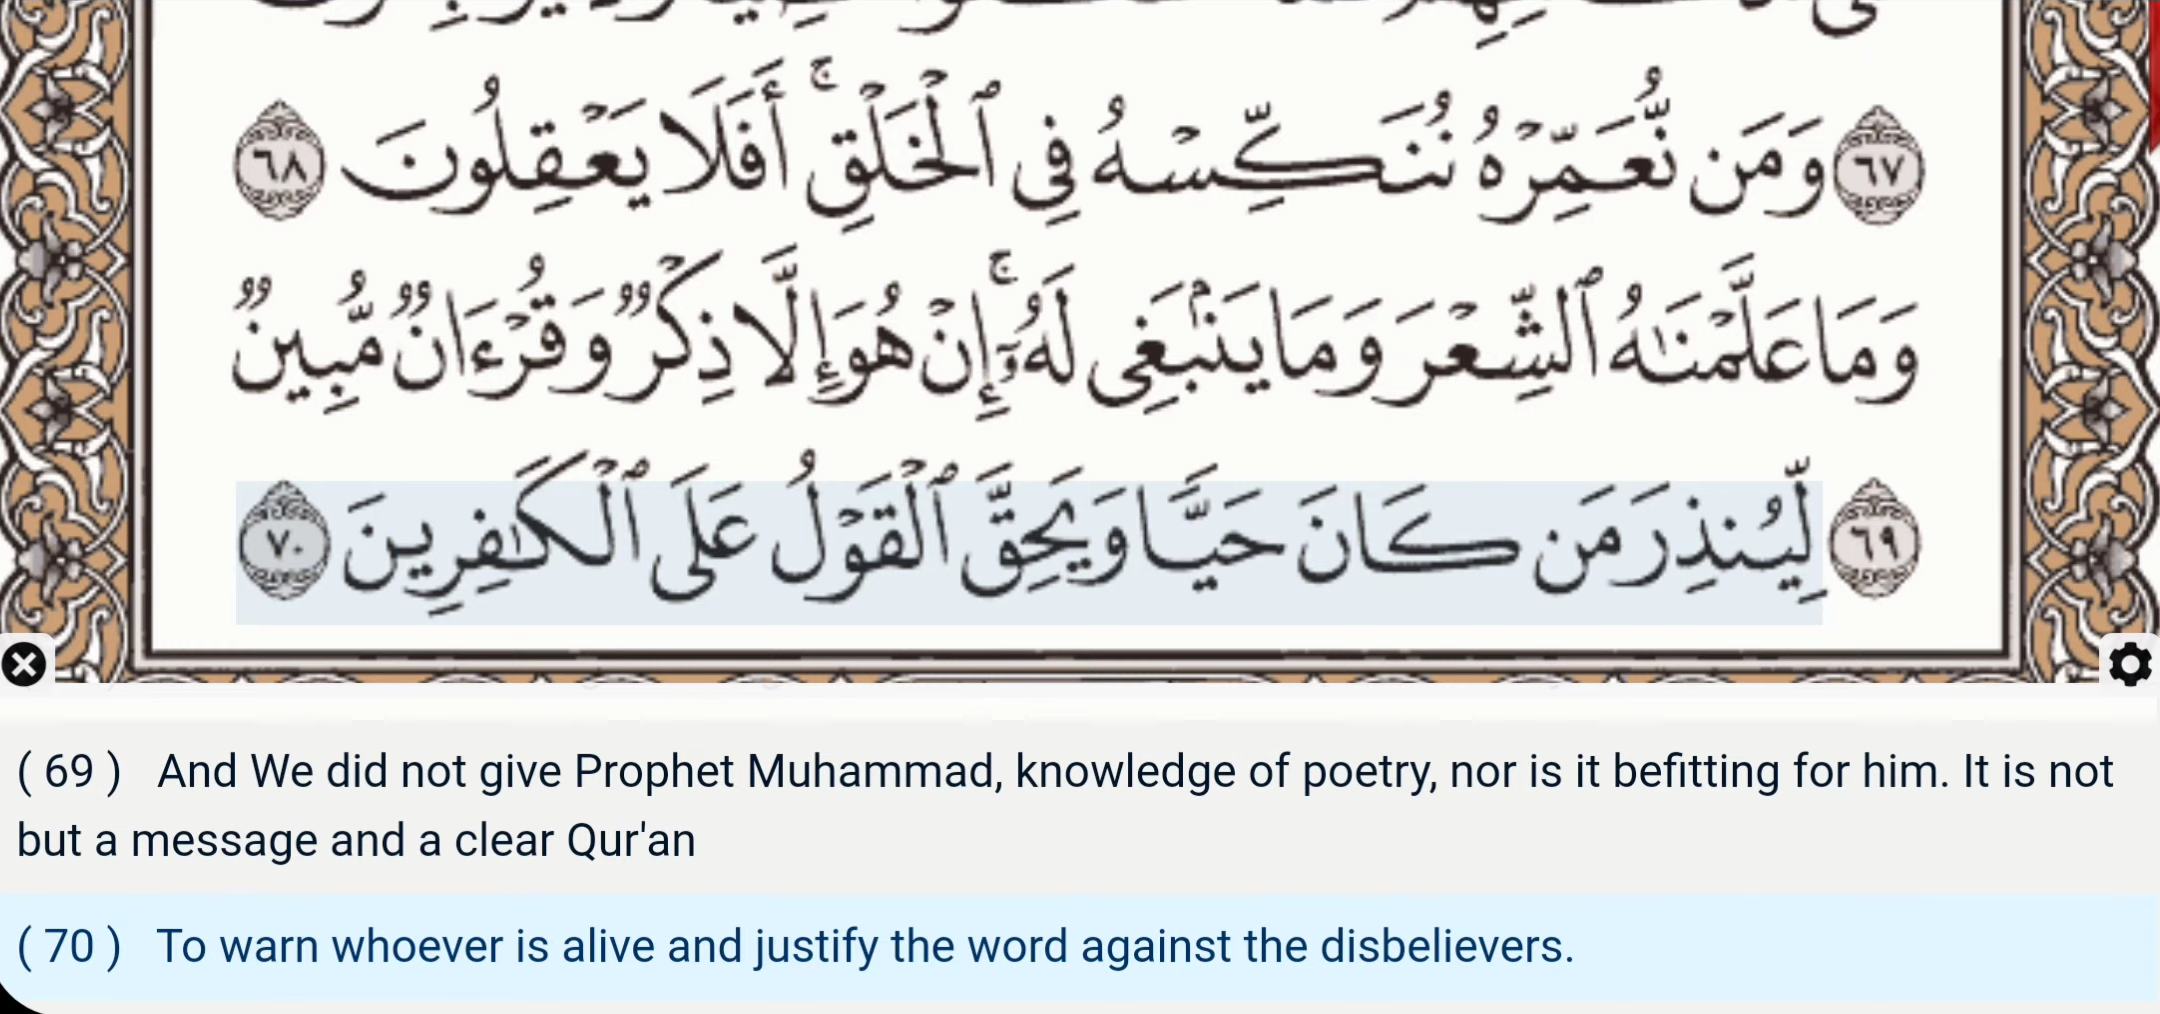 ٦٧ وَمَن نُّعَمِّرْهُ نُنَكِّسْهُ فِى ٱلْخَلْقِ ۚ أَفَلَا يَعْقِلُونَ ٦٨
وَمَا عَلَّمْنَٰهُ ٱلشِّعْرَ وَمَا يَنۢبَغِى لَهُۥٓ ۚ إِنْ هُوَ إِلَّا ذِكْرٌ وَقُرْءَانٌ مُّبِينٌ
٦٩ لِّيُنذِرَ مَن كَانَ حَيًّا وَيَحِقَّ ٱلْقَوْلُ عَلَى ٱلْكَٰفِرِينَ ٧٠
( 69 ) And We did not give Prophet Muhammad, knowledge of poetry, nor is it befitting for him. It is not
but a message and a clear Qur'an
( 70 ) To warn whoever is alive and justify the word against the disbelievers.